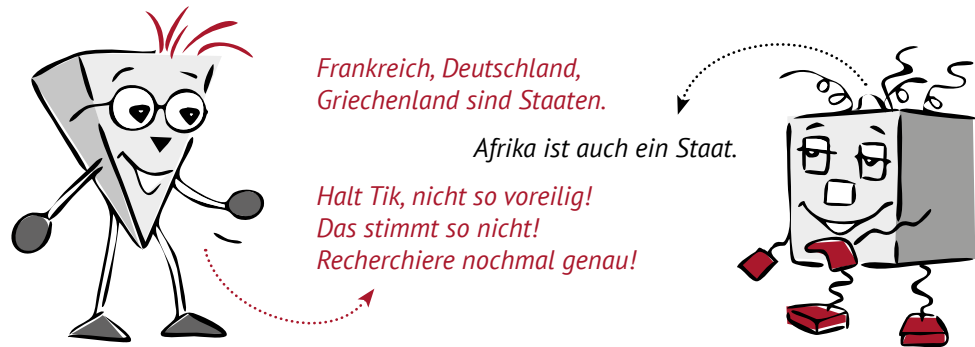 Frankreich, Deutschland,
Griechenland sind Staaten.
Afrika ist auch ein Staat.
Halt Tik, nicht so voreilig!
Das stimmt so nicht!
Recherchiere nochmal genau!